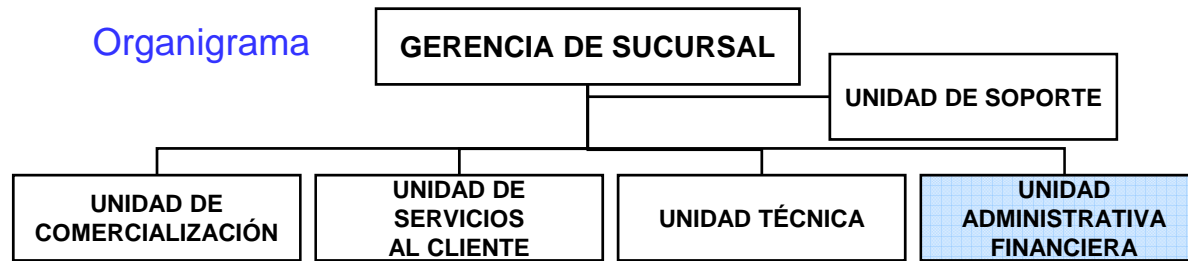 Organigrama
GERENCIA DE SUCURSAL
UNIDAD DE SOPORTE
UNIDAD DE
COMERCIALIZACIÓN
UNIDAD DE
SERVICIOS
AL CLIENTE
UNIDAD TÉCNICA
UNIDAD
ADMINISTRATIVA
FINANCIERA